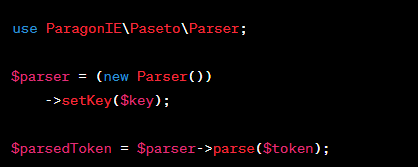 use ParagonIE\Paseto\Parser;
$parser = (new Parser())
->setKey($key);
$parsedToken = $parser->parse($token);